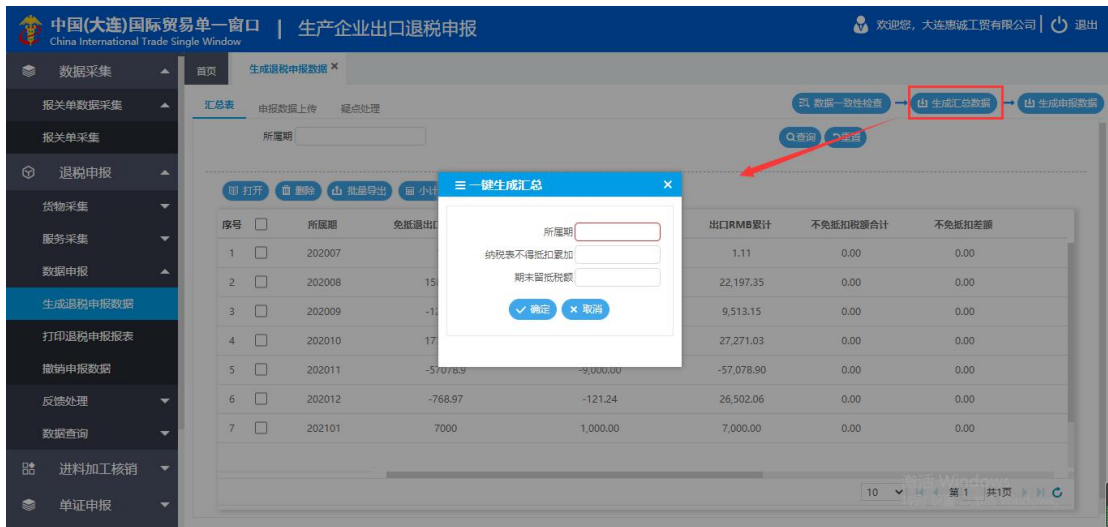 中国(大连)国际贸易单一窗口 | 生产企业出口退税申报
China International Trade Single Window
欢迎您，大连惠诚工贸有限公司 | 退出
数据采集
报关单数据采集
报关单采集
退税申报
货物采集
服务采集
数据申报
生成退税申报数据
打印退税申报报表
撤销申报数据
反馈处理
数据查询
进料加工核销
单证申报
首页 生成退税申报数据 ×
汇总表 申报数据上传 疑点处理
数据一致性检查 → 生成汇总数据 → 生成申报数据
所属期
查询 重置
打开 删除 批量导出 小计
序号 所属期 免抵退出口 出口RMB累计 不免抵扣税额合计 不免抵扣差额
1 202007 1.11 0.00 0.00
2 202008 22,197.35 0.00 0.00
3 202009 9,513.15 0.00 0.00
4 202010 27,271.03 0.00 0.00
5 202011 -57078.9 -9,000.00 -57,078.90 0.00 0.00
6 202012 -768.97 -121.24 26,502.06 0.00 0.00
7 202101 7000 1,000.00 7,000.00 0.00 0.00
一键生成汇总 ×
所属期
纳税表不得抵扣累加
期末留抵税额
确定 取消
10 第 1 共1页
激活 Windows